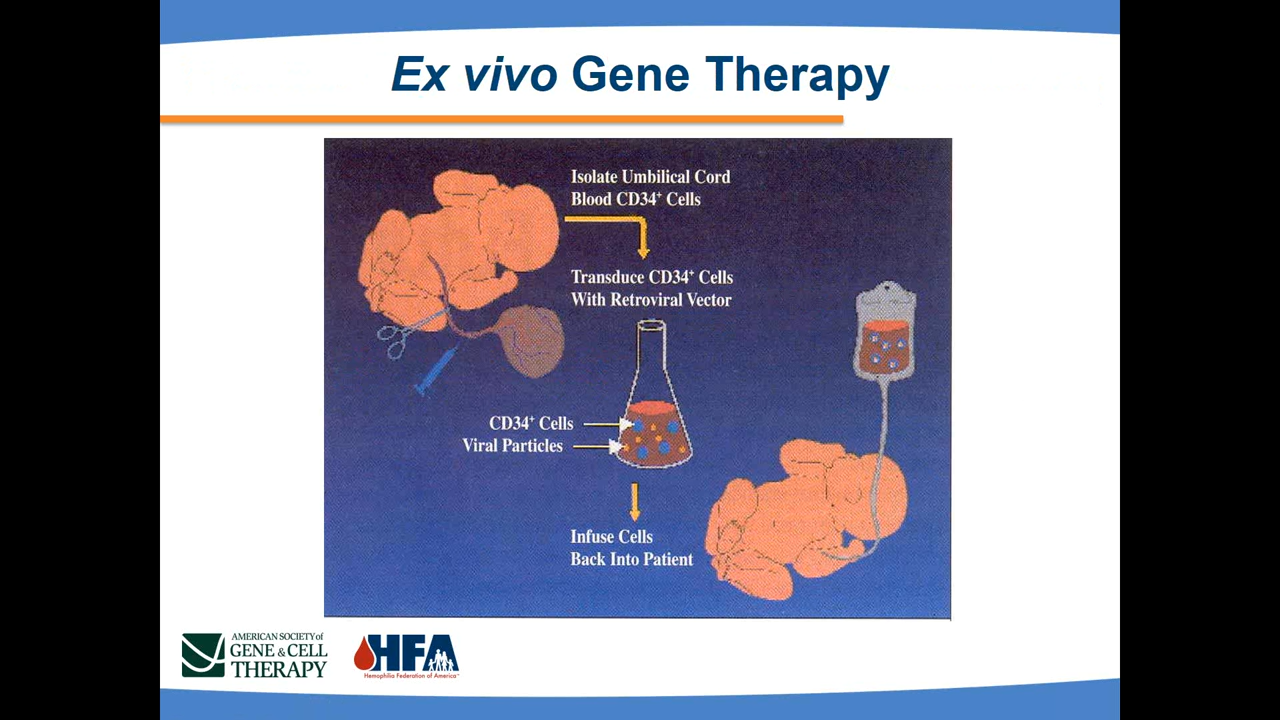 Ex vivo Gene Therapy
Isolate Umbilical Cord
Blood CD34⁺ Cells
Transduce CD34⁺ Cells
With Retroviral Vector
CD34⁺ Cells
Viral Particles
Infuse Cells
Back Into Patient
AMERICAN SOCIETY of
GENE & CELL
THERAPY
HFA
Hemophilia Federation of America™